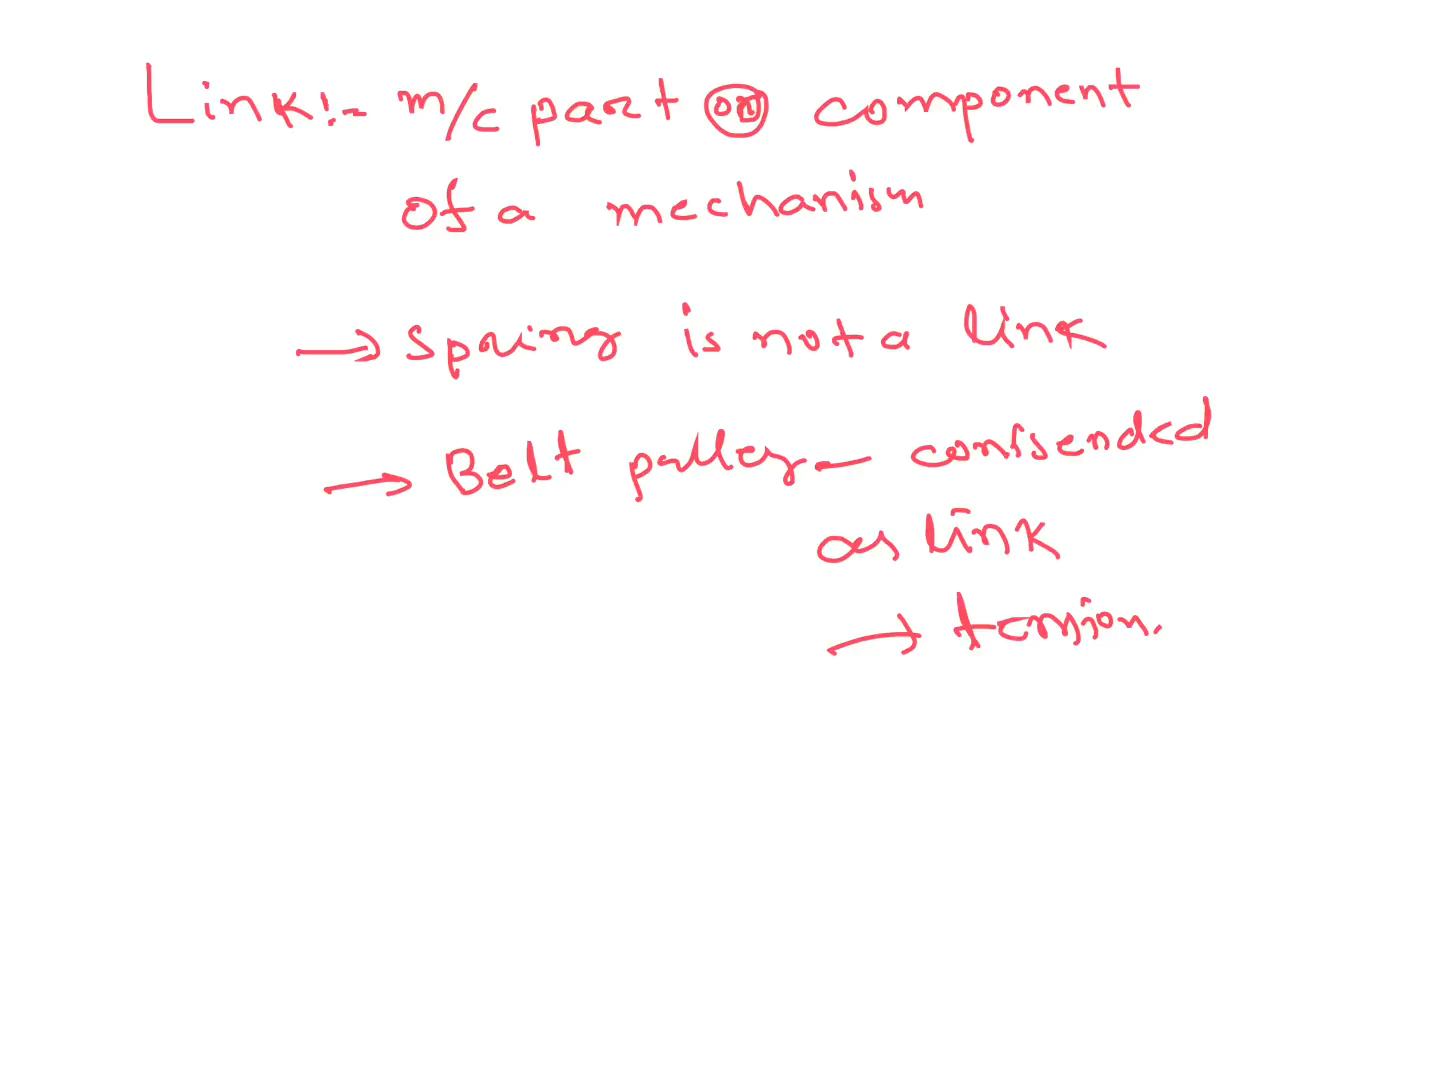 Link:- m/c part or component
of a mechanism
→ Spring is not a link
→ Belt pulley - considered
as link
→ tension.